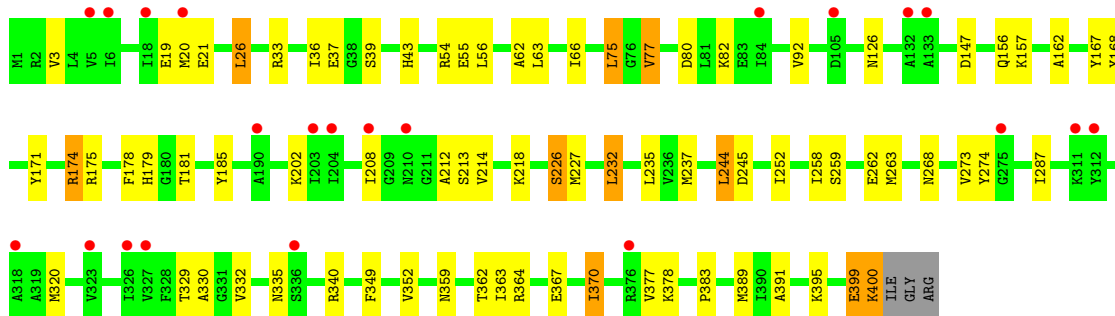 M1 R2 V3 L4 V5 I6 I18 E19 M20 E21 L26 R33 I36 E37 G38 S39 H43 R54 E55 L56 A62 L63 I66 L75 G76 V77 D80 L81 K82 E83 I84 V92 D105 N126 A132 A133 D147 Q156 K157 A162 Y167 Y168
Y171 R174 R175 F178 H179 G180 T181 Y185 A190 K202 I203 I204 I208 G209 N210 G211 A212 S213 V214 K218 S226 M227 L232 L235 V236 M237 L244 D245 I252 I258 S259 E262 M263 N268 V273 Y274 G275 I287 K311 Y312
A318 A319 M320 V323 I326 V327 F328 T329 A330 G331 V332 N335 S336 R340 F349 V352 N359 T362 I363 R364 E367 I370 R376 V377 K378 P383 M389 I390 A391 K395 E399 K400 ILE GLY ARG